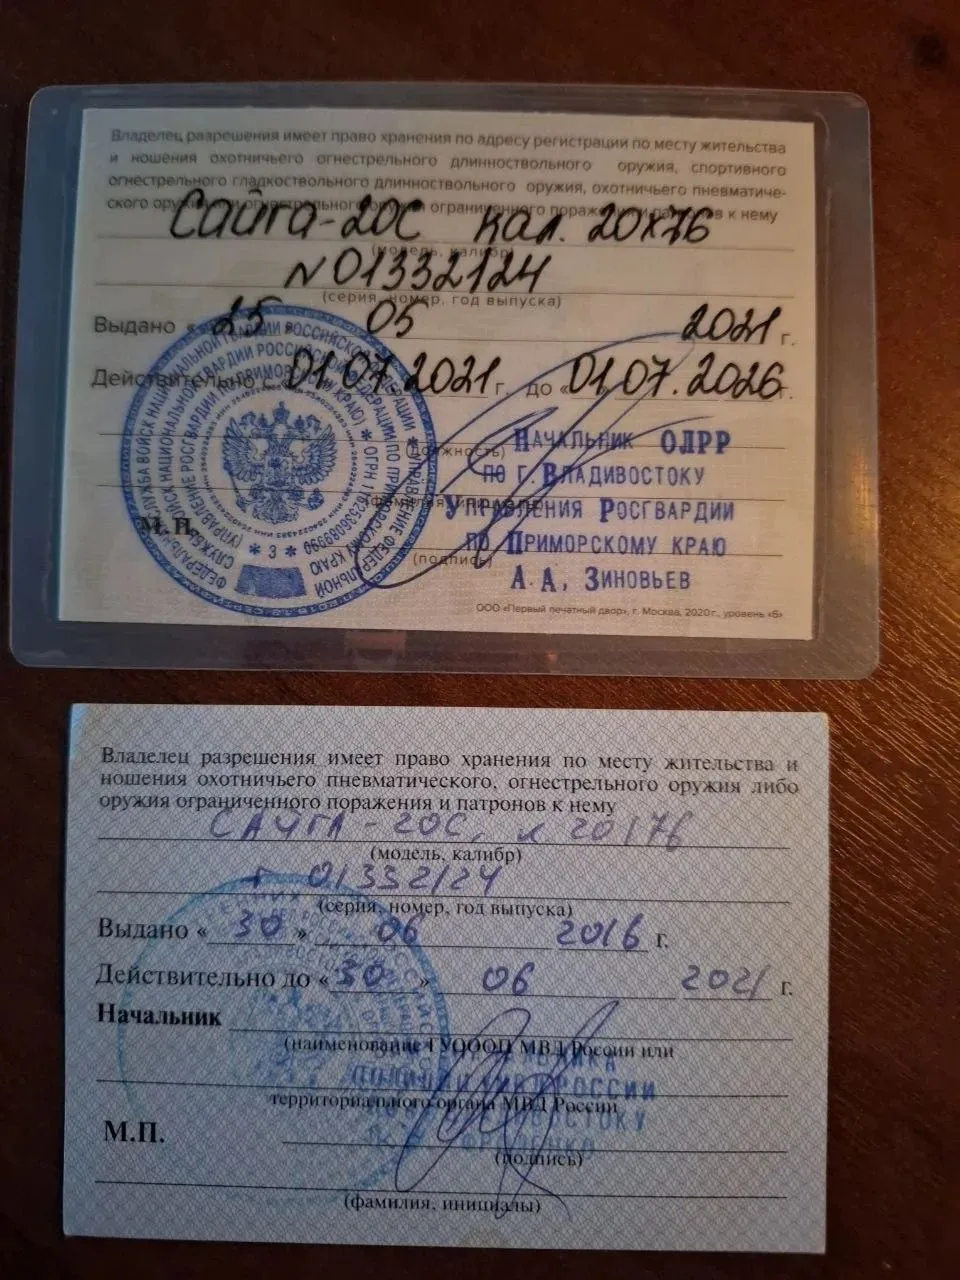 Владелец разрешения имеет право хранения по адресу регистрации по месту жительства
и ношения охотничьего огнестрельного длинноствольного оружия, спортивного
огнестрельного гладкоствольного длинноствольного оружия, охотничьего пневматиче-
ского оружия и огнестрельного оружия ограниченного поражения и патронов к нему
Сайга-20С кал. 20х76
(модель, калибр)
N01332124
(серия, номер, год выпуска)
Выдано « 25 » 05 2021 г.
Действительно с 01.07.2021 г. до «01.07.2026г.
(должность)
Начальник ОЛРР
по г. Владивостоку
Управления Росгвардии
по Приморскому краю
А.А. Зиновьев
М.П.
(подпись)
* 3 *
ООО «Первый печатный двор», г. Москва, 2020 г., уровень «Б»
Владелец разрешения имеет право хранения по месту жительства и
ношения охотничьего пневматического, огнестрельного оружия либо
оружия ограниченного поражения и патронов к нему
САЙГА-20С, к 20х76
(модель, калибр)
01332124
(серия, номер, год выпуска)
Выдано « 30 » 06 2016 г.
Действительно до « 30 » 06 2021 г.
Начальник
(наименование ГУОООП МВД России или
территориального органа МВД России
М.П.
(подпись)
(фамилия, инициалы)